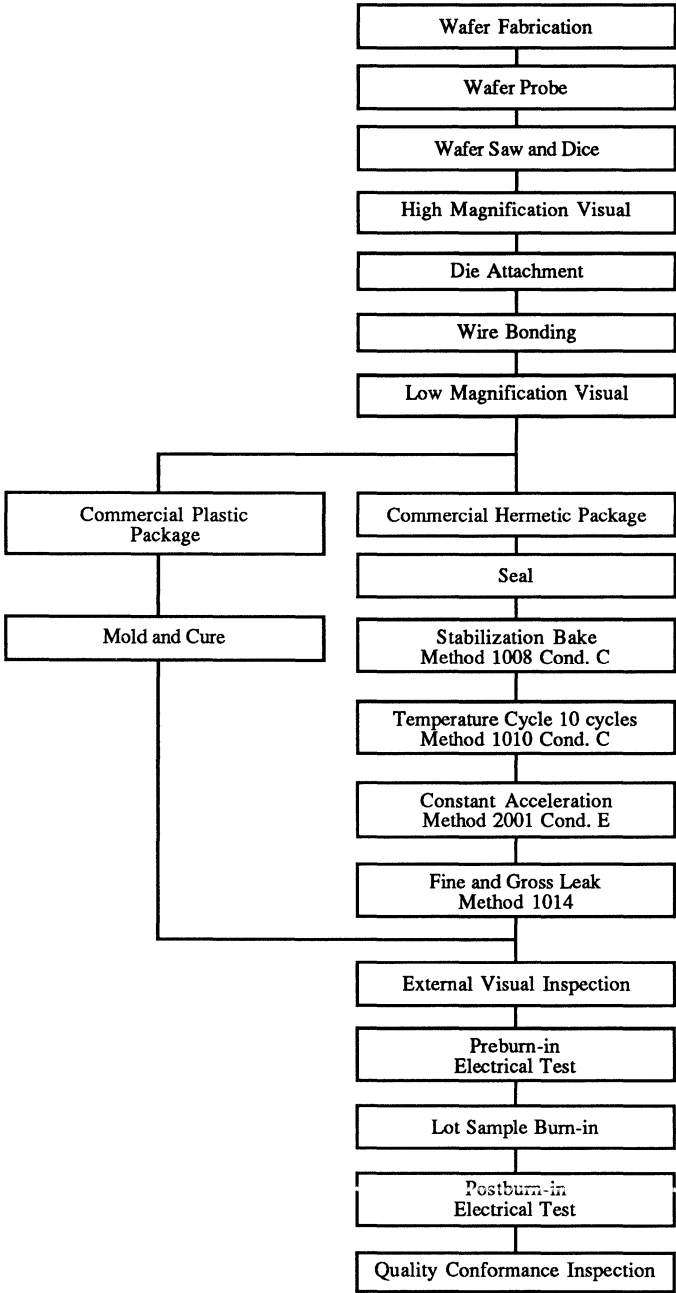 Wafer Fabrication
Wafer Probe
Wafer Saw and Dice
High Magnification Visual
Die Attachment
Wire Bonding
Low Magnification Visual
Commercial Plastic
Package
Mold and Cure
Commercial Hermetic Package
Seal
Stabilization Bake
Method 1008 Cond. C
Temperature Cycle 10 cycles
Method 1010 Cond. C
Constant Acceleration
Method 2001 Cond. E
Fine and Gross Leak
Method 1014
External Visual Inspection
Preburn-in
Electrical Test
Lot Sample Burn-in
Postburn-in
Electrical Test
Quality Conformance Inspection